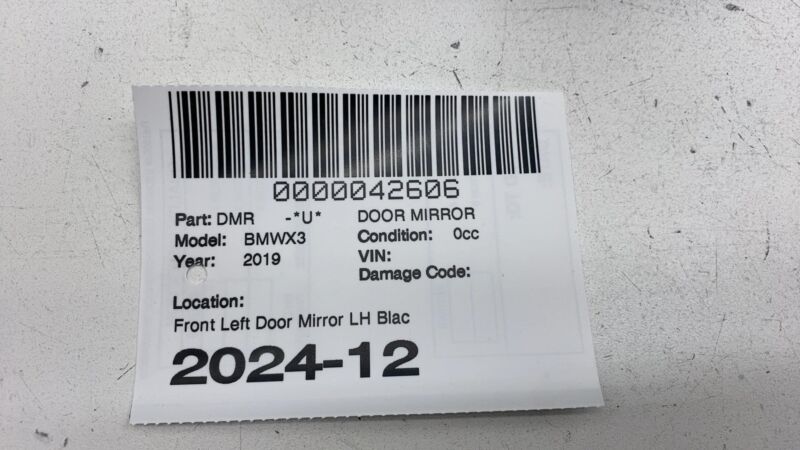 0000042606
Part: DMR -*U* DOOR MIRROR
Model: BMWX3 Condition: 0cc
Year: 2019 VIN:
Damage Code:
Location:
Front Left Door Mirror LH Blac
2024-12